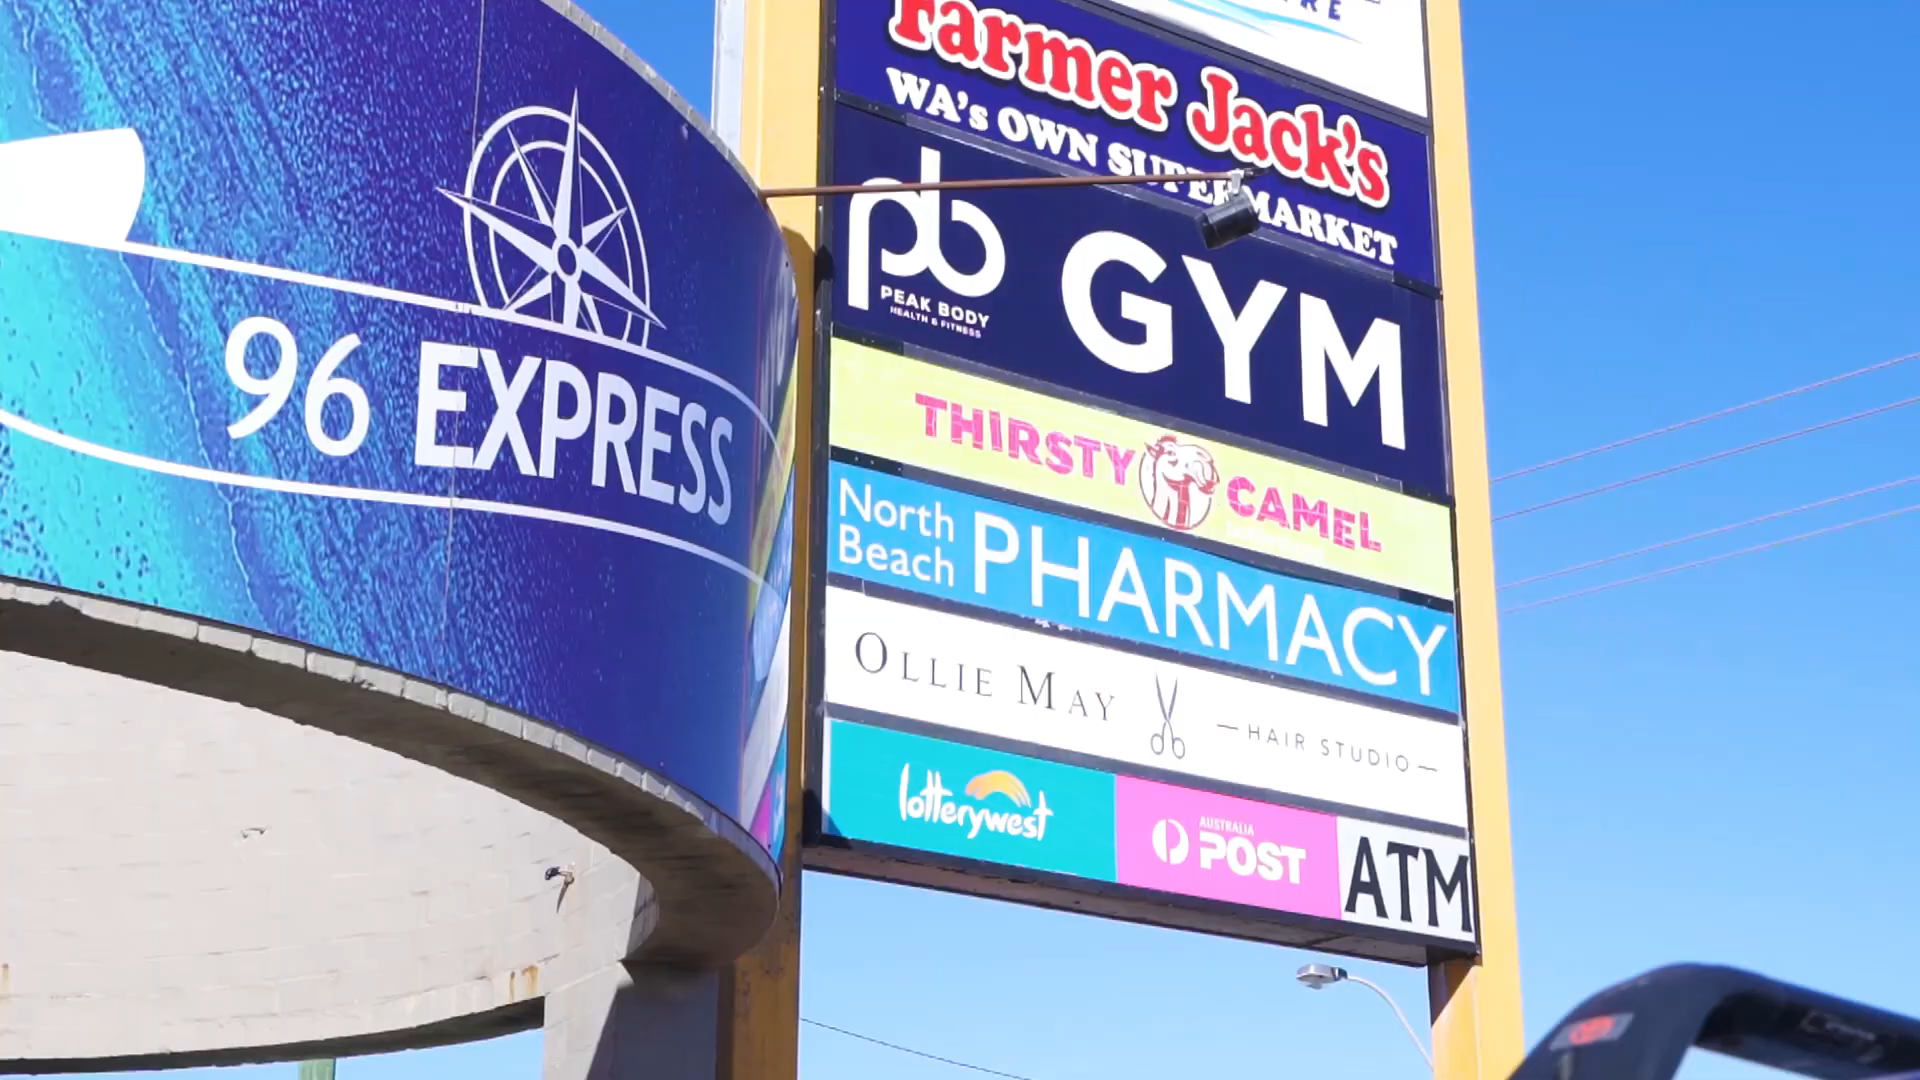 96 EXPRESS
Farmer Jack's
WA's OWN SUPERMARKET
pb
PEAK BODY
HEALTH & FITNESS
GYM
THIRSTY CAMEL
North
Beach
PHARMACY
OLLIE MAY
— HAIR STUDIO —
lotterywest
AUSTRALIA
POST
ATM